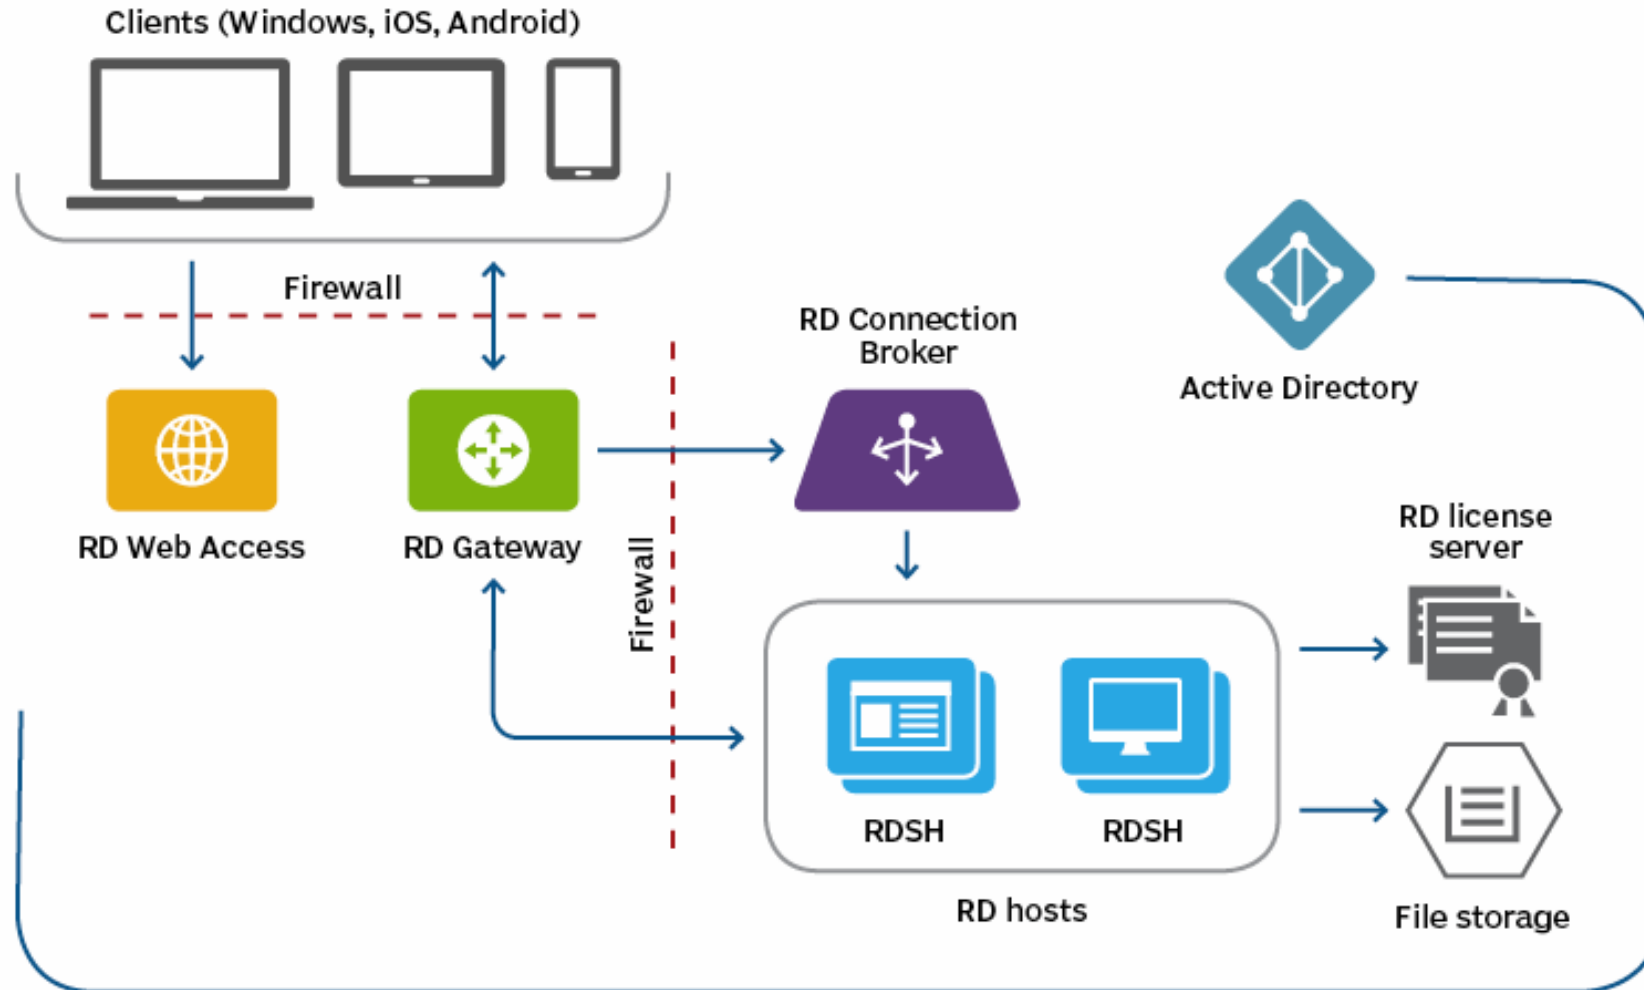 Clients (Windows, iOS, Android)
Firewall
RD Connection
Broker
Active Directory
RD Web Access
RD Gateway
Firewall
RD license
server
RDSH
RDSH
RD hosts
File storage